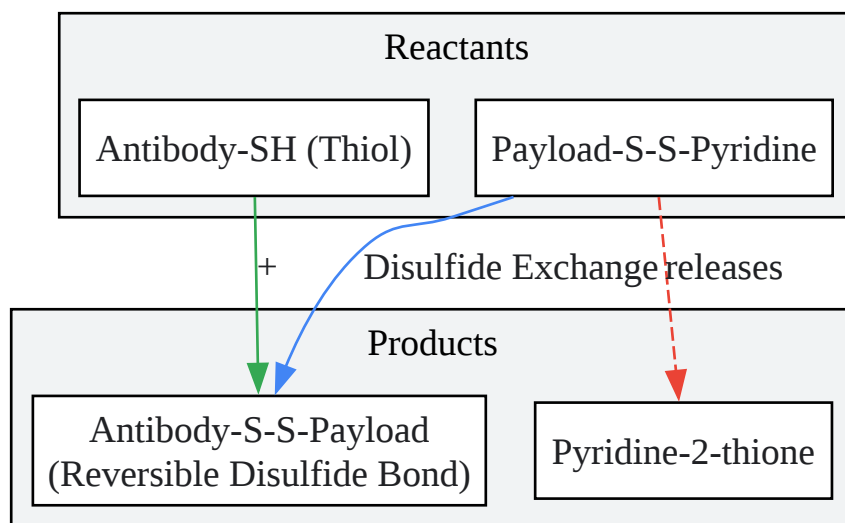 Reactants
Antibody-SH (Thiol)
Payload-S-S-Pyridine
+
Disulfide Exchange
releases
Products
Antibody-S-S-Payload
(Reversible Disulfide Bond)
Pyridine-2-thione